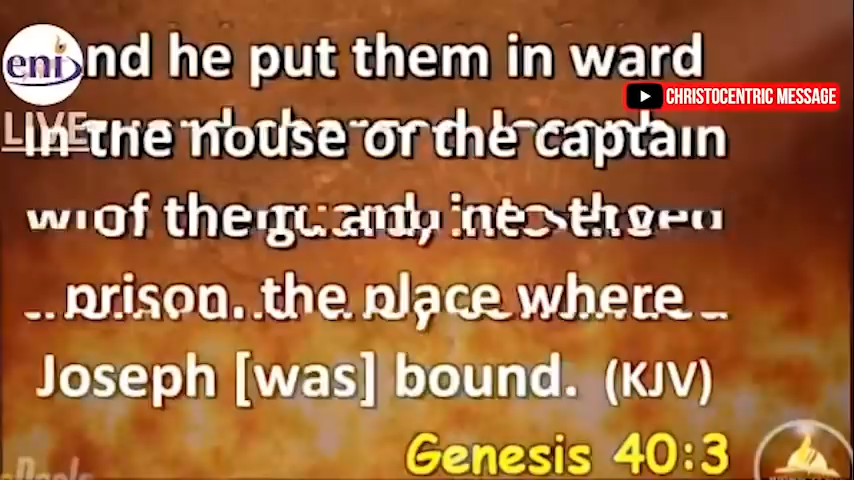 eni
nd he put them in ward
CHRISTOCENTRIC MESSAGE
LIVE
in the house of the captain
of the guard, into the
prison, the place where
Joseph [was] bound. (KJV)
Genesis 40:3